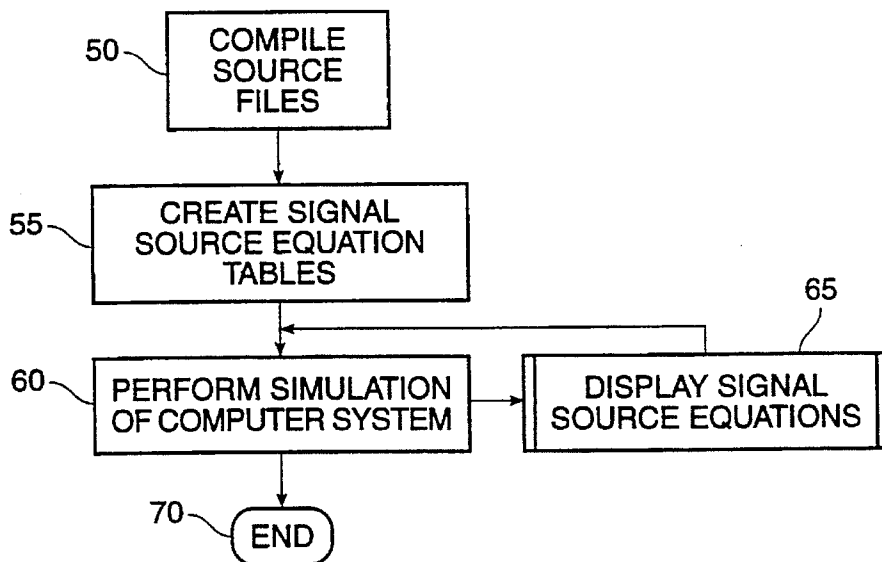 50
COMPILE
SOURCE
FILES
55
CREATE SIGNAL
SOURCE EQUATION
TABLES
65
60
PERFORM SIMULATION
OF COMPUTER SYSTEM
DISPLAY SIGNAL
SOURCE EQUATIONS
70
END